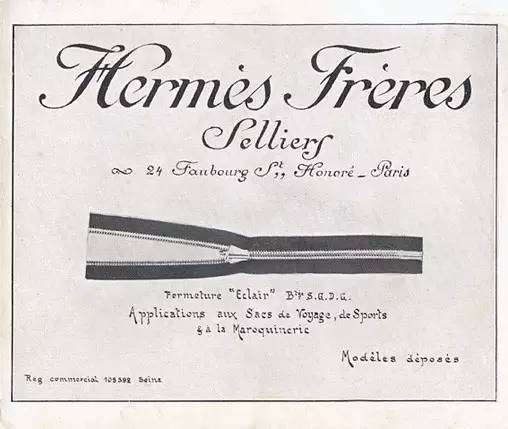 Hermès Frères
Selliers
24 Faubourg St,, Honoré - Paris
Fermeture "Eclair" Bté S.G.D.G.
Applications aux Sacs de Voyage, de Sports
& à la Maroquinerie
Modèles déposés
Reg commercial 105392 Seine